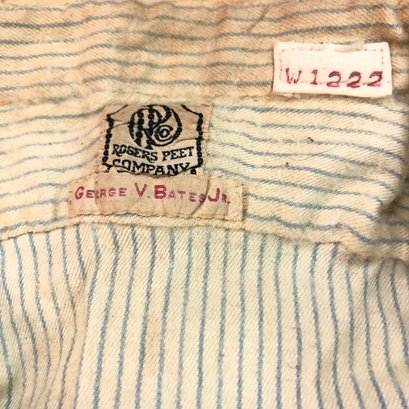 W1222
RPCo
ROGERS PEET
COMPANY
GEORGE V. BATES JR.